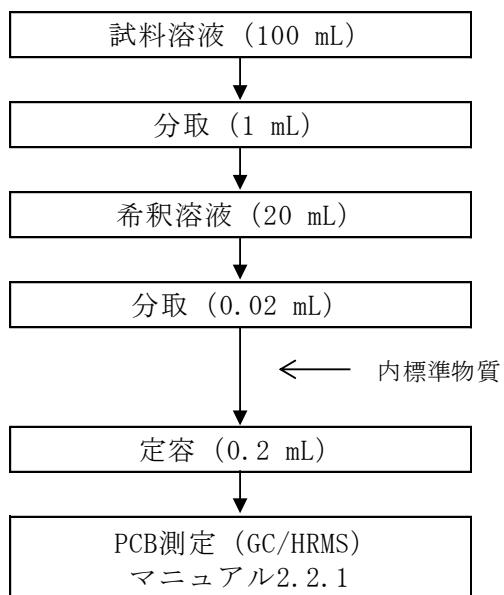 試料溶液 (100 mL)
分取 (1 mL)
希釈溶液 (20 mL)
分取 (0.02 mL)
内標準物質
定容 (0.2 mL)
PCB測定 (GC/HRMS)
マニュアル2.2.1